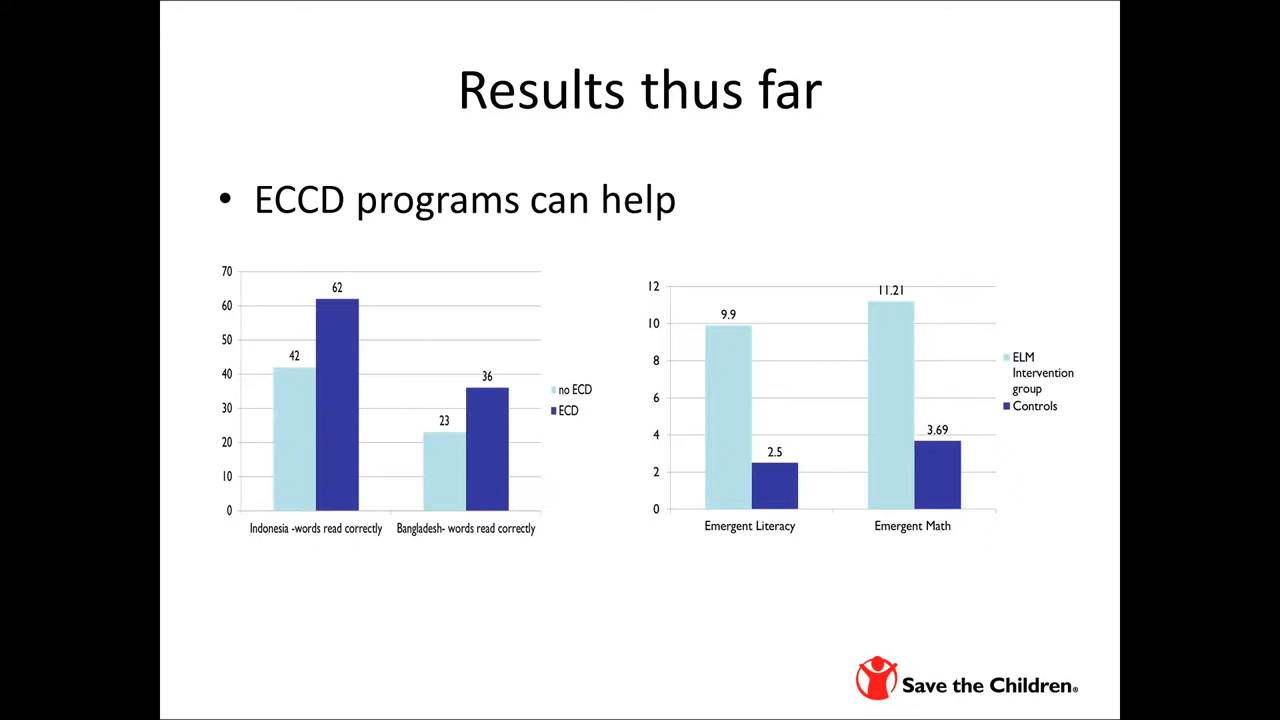 Results thus far
• ECCD programs can help
70
60
50
40
30
20
10
0
42
62
23
36
Indonesia -words read correctly
Bangladesh- words read correctly
no ECD
ECD
12
10
8
6
4
2
0
9.9
2.5
11.21
3.69
Emergent Literacy
Emergent Math
ELM
Intervention
group
Controls
Save the Children®